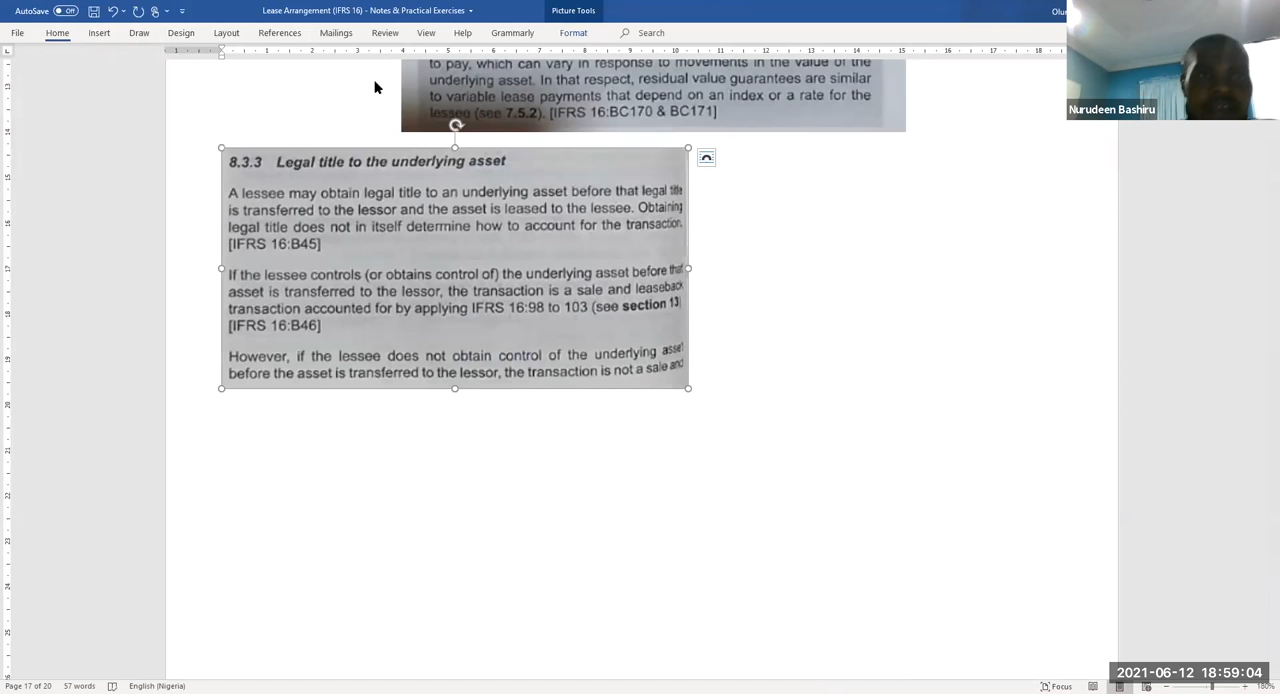 AutoSave Off
Lease Arrangement (IFRS 16) - Notes & Practical Exercises
Picture Tools
File Home Insert Draw Design Layout References Mailings Review View Help Grammarly Format Search
Nurudeen Bashiru
to pay, which can vary in response to movements in the value of the
underlying asset. In that respect, residual value guarantees are similar
to variable lease payments that depend on an index or a rate for the
lessee (see 7.5.2). [IFRS 16:BC170 & BC171]
8.3.3 Legal title to the underlying asset
A lessee may obtain legal title to an underlying asset before that legal title
is transferred to the lessor and the asset is leased to the lessee. Obtaining
legal title does not in itself determine how to account for the transaction.
[IFRS 16:B45]
If the lessee controls (or obtains control of) the underlying asset before that
asset is transferred to the lessor, the transaction is a sale and leaseback
transaction accounted for by applying IFRS 16:98 to 103 (see section 13)
[IFRS 16:B46]
However, if the lessee does not obtain control of the underlying asset
before the asset is transferred to the lessor, the transaction is not a sale and
2021-06-12 18:59:04
Page 17 of 20 57 words English (Nigeria) Focus 180%